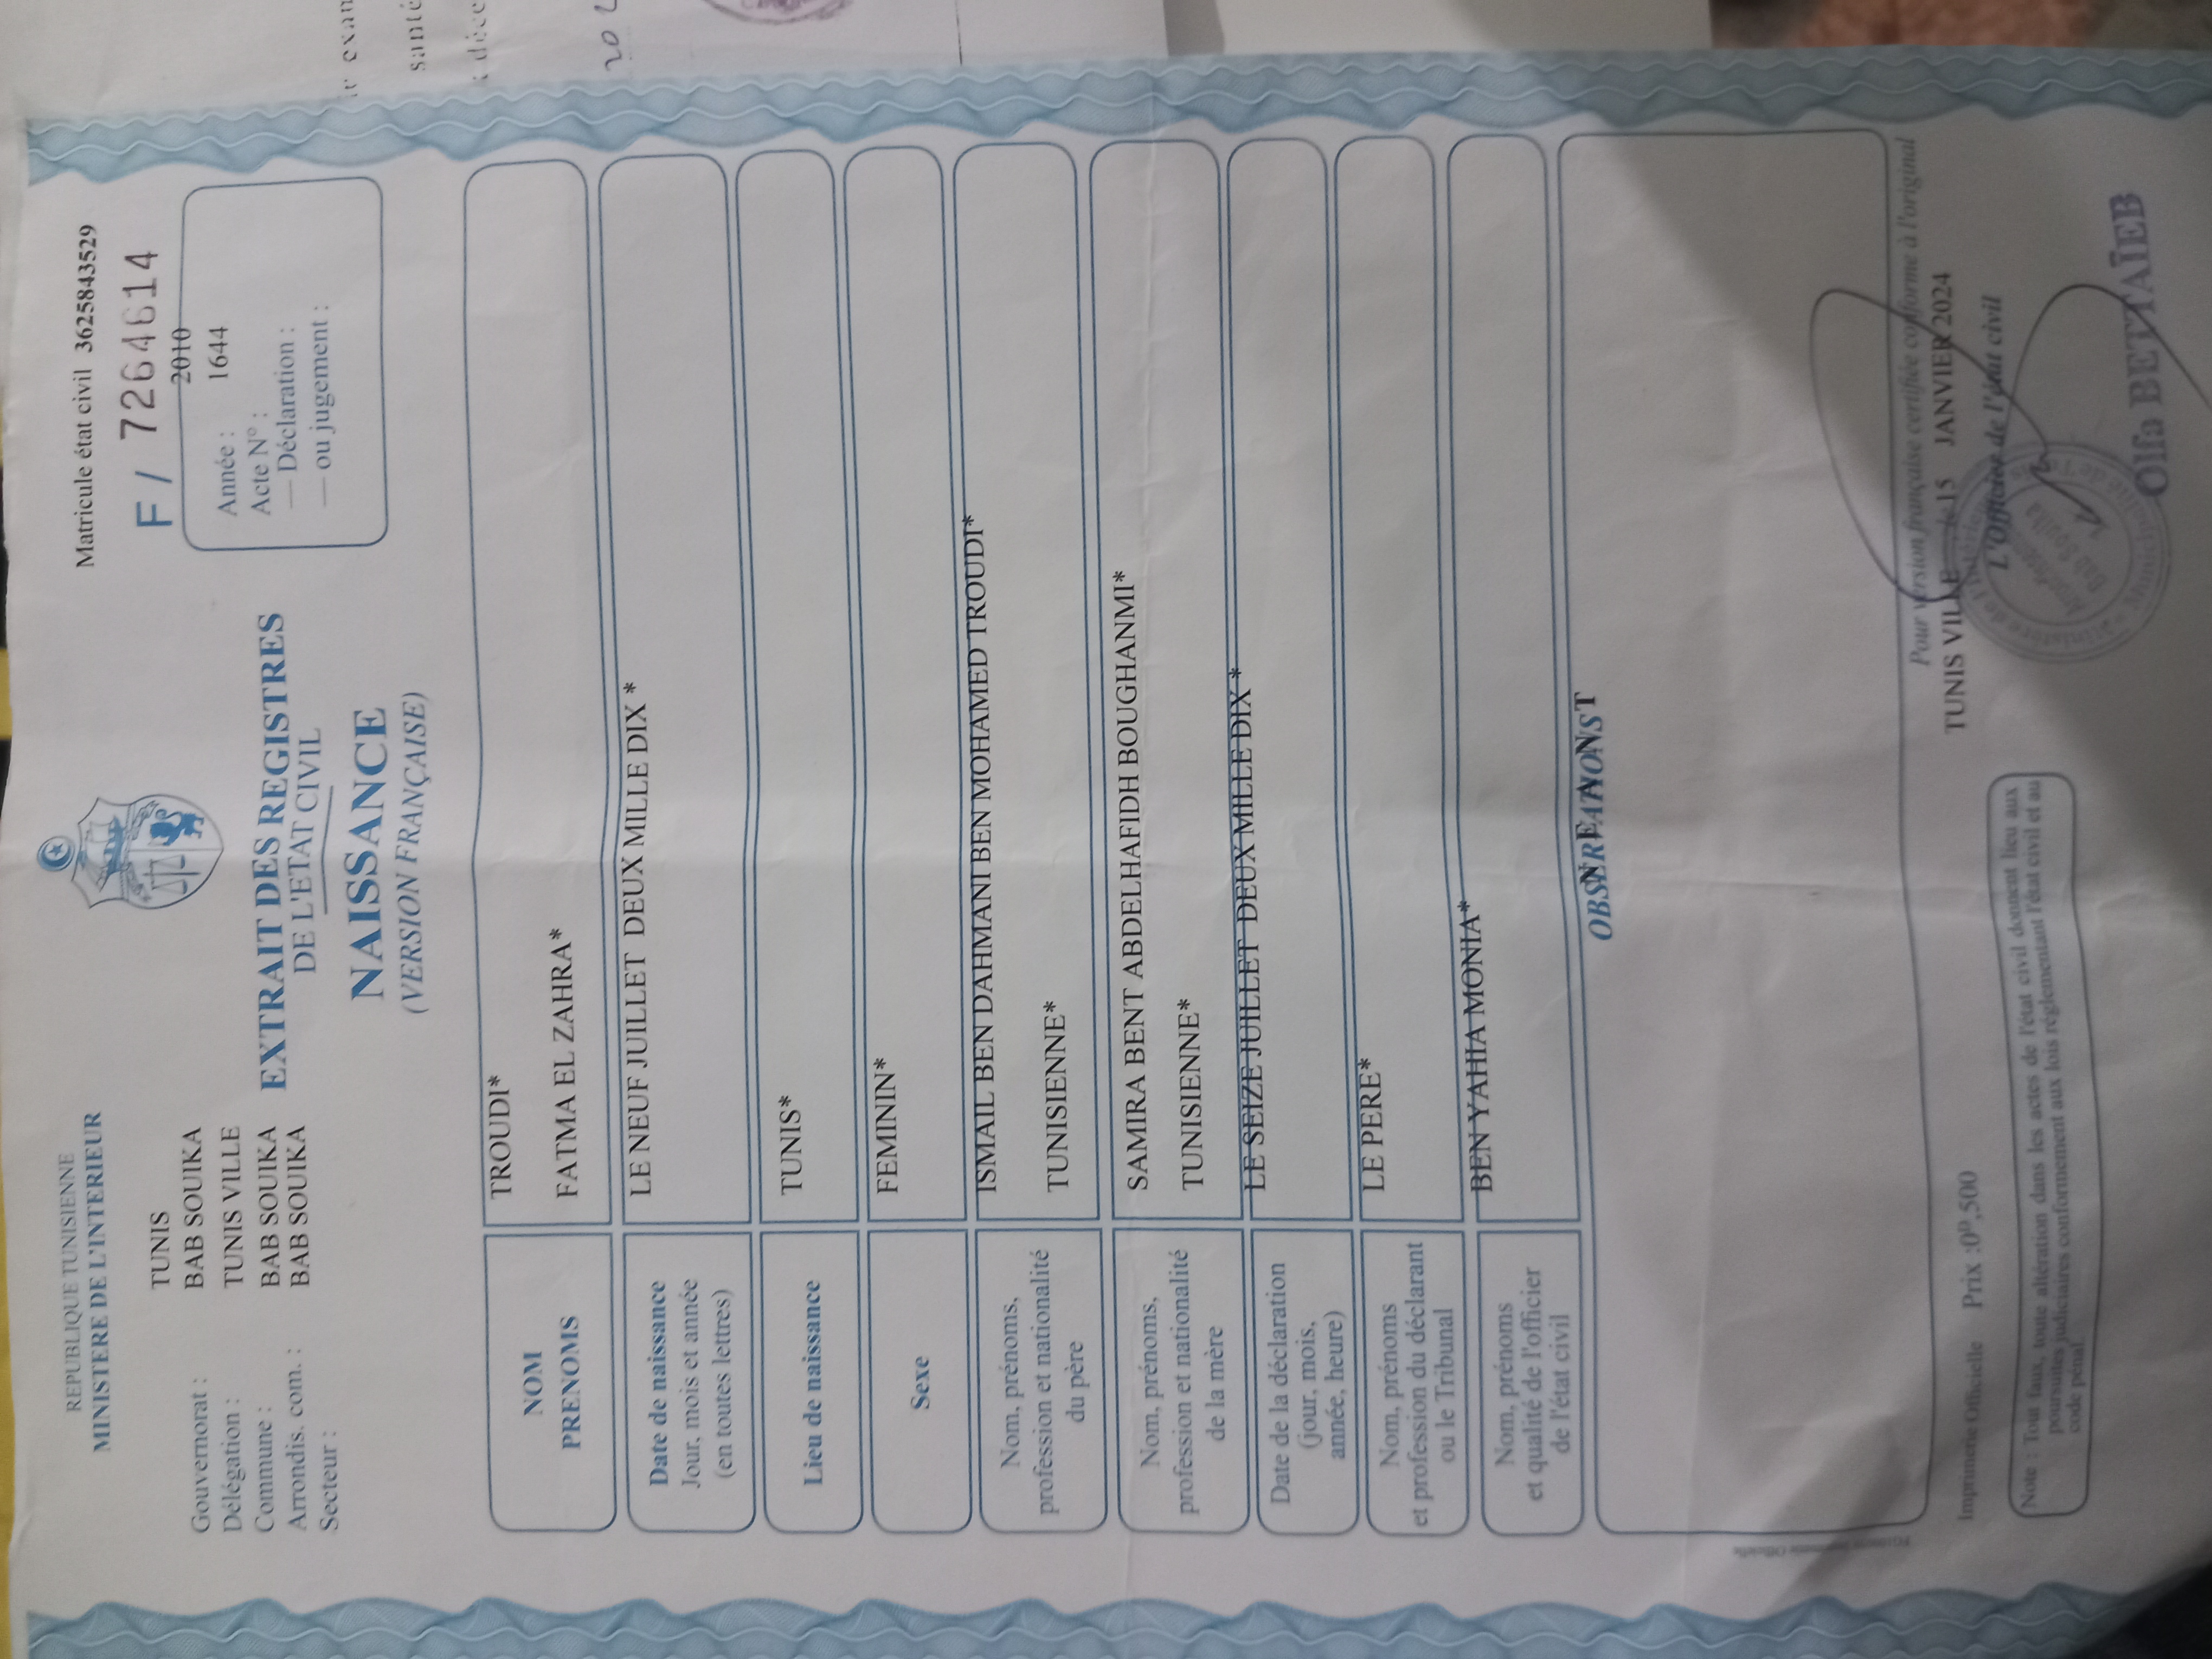 REPUBLIQUE TUNISIENNE
MINISTERE DE L'INTERIEUR
Matricule état civil 3625843529
F / 7264614
Gouvernorat : TUNIS
Délégation : BAB SOUIKA
Commune : TUNIS VILLE
Arrondis. com. : BAB SOUIKA
Secteur : BAB SOUIKA
2010
Année : 1644
Acte N° :
— Déclaration :
— ou jugement :
EXTRAIT DES REGISTRES
DE L'ETAT CIVIL
NAISSANCE
(VERSION FRANÇAISE)
NOM
TROUDI*
PRENOMS
FATMA EL ZAHRA*
Date de naissance
Jour, mois et année
(en toutes lettres)
LE NEUF JUILLET DEUX MILLE DIX *
Lieu de naissance
TUNIS*
Sexe
FEMININ*
Nom, prénoms,
profession et nationalité
du père
ISMAIL BEN DAHMANI BEN MOHAMED TROUDI*
TUNISIENNE*
Nom, prénoms,
profession et nationalité
de la mère
SAMIRA BENT ABDELHAFIDH BOUGHANMI*
TUNISIENNE*
Date de la déclaration
(jour, mois,
année, heure)
LE SEIZE JUILLET DEUX MILLE DIX *
Nom, prénoms
et profession du déclarant
ou le Tribunal
LE PERE*
Nom, prénoms
et qualité de l'officier
de l'état civil
BEN YAHIA MONIA*
OBSERVATIONS
NEANT
Pour version française certifiée conforme à l'original
TUNIS VILLE le 15 JANVIER 2024
L'Officier de l'état civil
Olfa BETTAIEB
Bab Souika
Imprimerie Officielle Prix :0ᴰ,500
Note : Tout faux, toute altération dans les actes de l'état civil donnent lieu aux
poursuites judiciaires conformément aux lois réglementant l'état civil et au
code pénal
exan
santé
déce
20